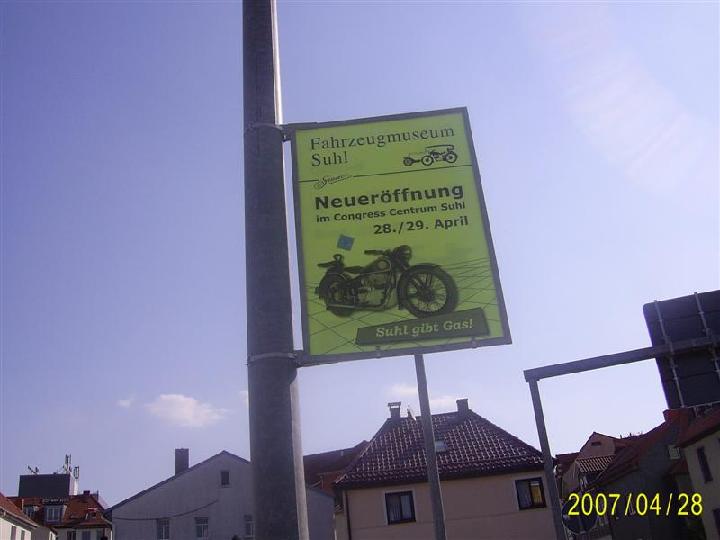 Fahrzeugmuseum
Suhl
Neueröffnung
im Congress Centrum Suhl
28./29. April
Suhl gibt Gas!
2007/04/28